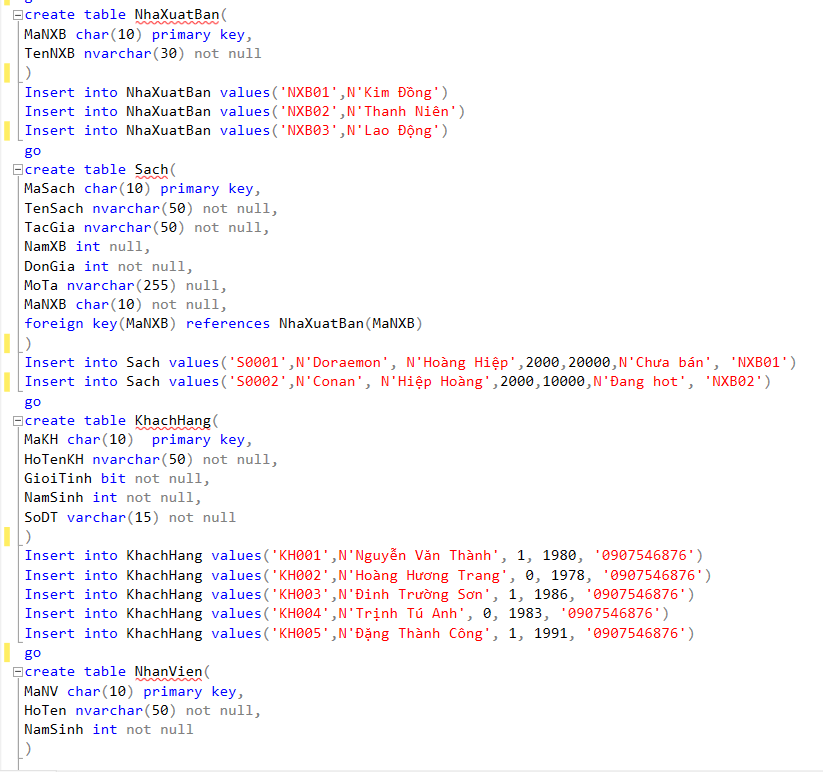 create table NhaXuatBan(
MaNXB char(10) primary key,
TenNXB nvarchar(30) not null
)
Insert into NhaXuatBan values('NXB01',N'Kim Đồng')
Insert into NhaXuatBan values('NXB02',N'Thanh Niên')
Insert into NhaXuatBan values('NXB03',N'Lao Động')
go
create table Sach(
MaSach char(10) primary key,
TenSach nvarchar(50) not null,
TacGia nvarchar(50) not null,
NamXB int null,
DonGia int not null,
MoTa nvarchar(255) null,
MaNXB char(10) not null,
foreign key(MaNXB) references NhaXuatBan(MaNXB)
)
Insert into Sach values('S0001',N'Doraemon', N'Hoàng Hiệp',2000,20000,N'Chưa bán', 'NXB01')
Insert into Sach values('S0002',N'Conan', N'Hiệp Hoàng',2000,10000,N'Đang hot', 'NXB02')
go
create table KhachHang(
MaKH char(10)  primary key,
HoTenKH nvarchar(50) not null,
GioiTinh bit not null,
NamSinh int not null,
SoDT varchar(15) not null
)
Insert into KhachHang values('KH001',N'Nguyễn Văn Thành', 1, 1980, '0907546876')
Insert into KhachHang values('KH002',N'Hoàng Hương Trang', 0, 1978, '0907546876')
Insert into KhachHang values('KH003',N'Đinh Trường Sơn', 1, 1986, '0907546876')
Insert into KhachHang values('KH004',N'Trịnh Tú Anh', 0, 1983, '0907546876')
Insert into KhachHang values('KH005',N'Đặng Thành Công', 1, 1991, '0907546876')
go
create table NhanVien(
MaNV char(10) primary key,
HoTen nvarchar(50) not null,
NamSinh int not null
)